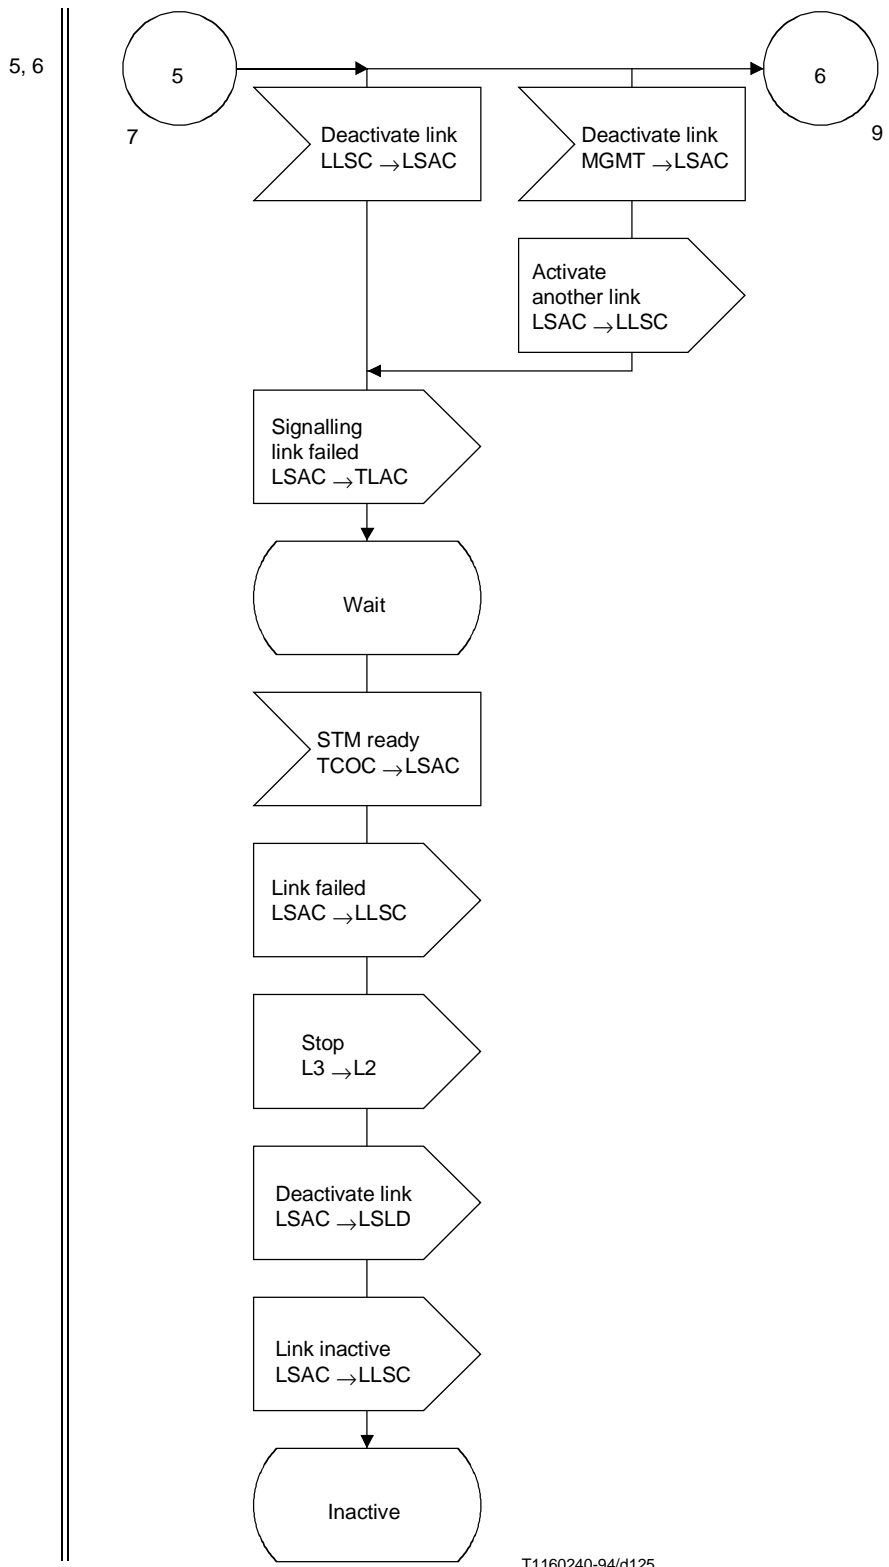 5, 6
5
6
7
9
Deactivate link
LLSC →LSAC
Deactivate link
MGMT →LSAC
Activate
another link
LSAC →LLSC
Signalling
link failed
LSAC →TLAC
Wait
STM ready
TCOC →LSAC
Link failed
LSAC →LLSC
Stop
L3 →L2
Deactivate link
LSAC →LSLD
Link inactive
LSAC →LLSC
Inactive
T1160240-94/d125